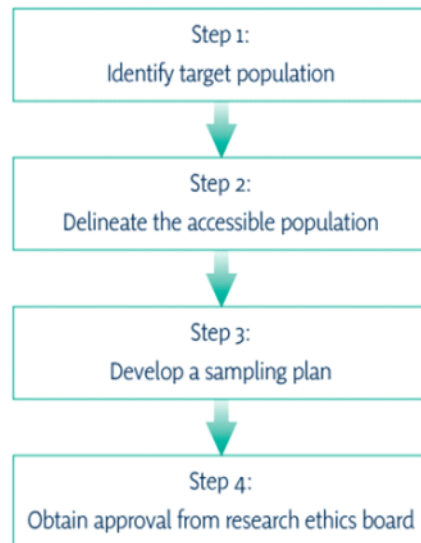 Step 1:
Identify target population
Step 2:
Delineate the accessible population
Step 3:
Develop a sampling plan
Step 4:
Obtain approval from research ethics board